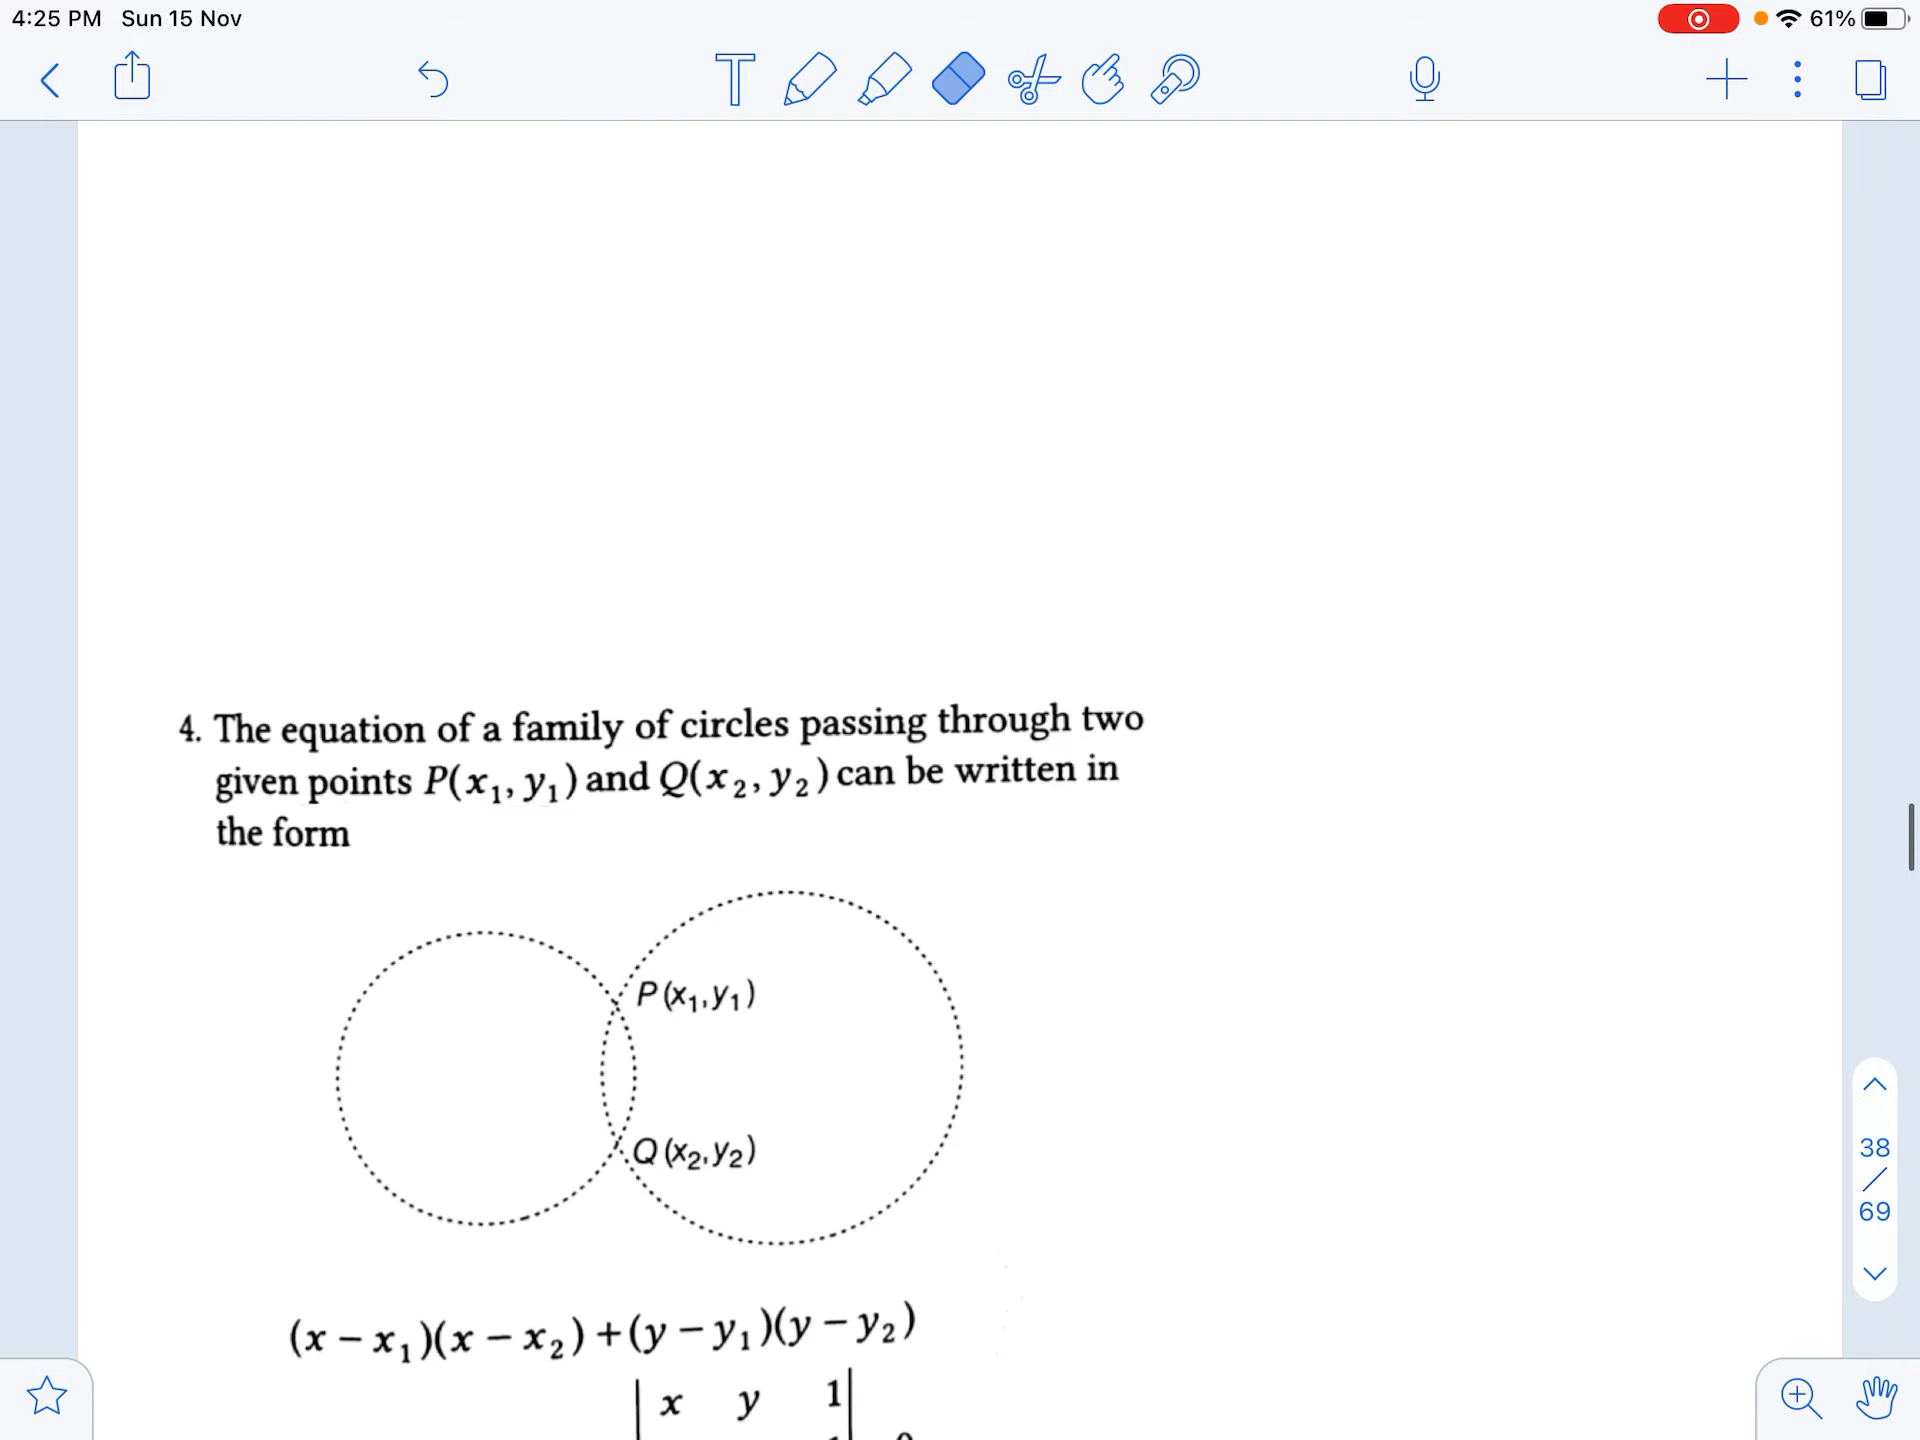 4:25 PM Sun 15 Nov
61%
T
4. The equation of a family of circles passing through two
given points P(x₁, y₁) and Q(x₂, y₂) can be written in
the form
P(x₁,y₁)
Q(x₂,y₂)
(x − x₁)(x − x₂) + (y − y₁)(y − y₂)
| x y 1 |
38
/
69